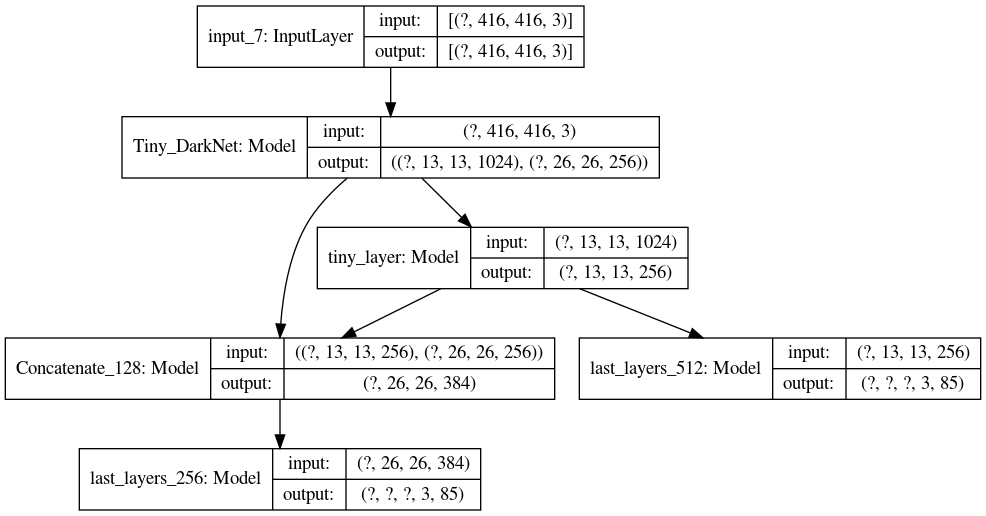 input_7: InputLayer
input: [(?, 416, 416, 3)]
output: [(?, 416, 416, 3)]
Tiny_DarkNet: Model
input: (?, 416, 416, 3)
output: ((?, 13, 13, 1024), (?, 26, 26, 256))
tiny_layer: Model
input: (?, 13, 13, 1024)
output: (?, 13, 13, 256)
Concatenate_128: Model
input: ((?, 13, 13, 256), (?, 26, 26, 256))
output: (?, 26, 26, 384)
last_layers_512: Model
input: (?, 13, 13, 256)
output: (?, ?, ?, 3, 85)
last_layers_256: Model
input: (?, 26, 26, 384)
output: (?, ?, ?, 3, 85)